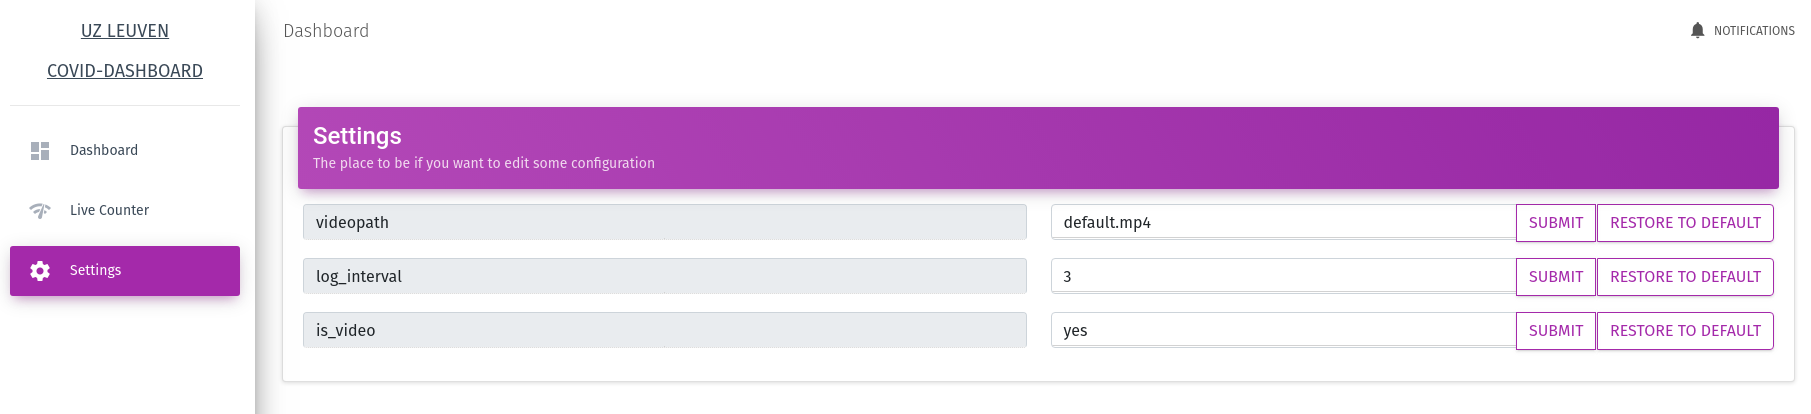 UZ LEUVEN
COVID-DASHBOARD
Dashboard
Live Counter
Settings
Dashboard
NOTIFICATIONS
Settings
The place to be if you want to edit some configuration
videopath default.mp4 SUBMIT RESTORE TO DEFAULT
log_interval 3 SUBMIT RESTORE TO DEFAULT
is_video yes SUBMIT RESTORE TO DEFAULT